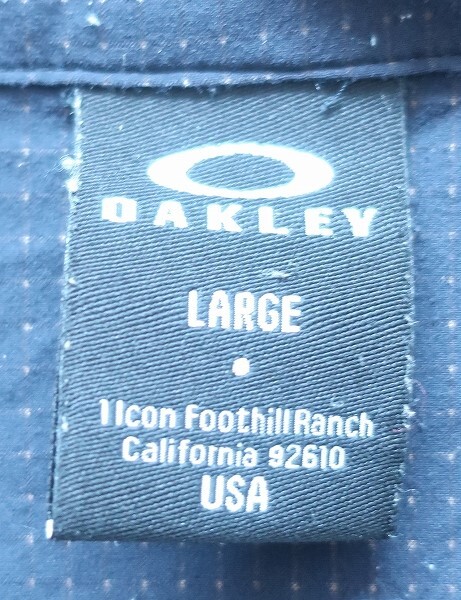 OAKLEY
LARGE
1 Icon Foothill Ranch
California 92610
USA